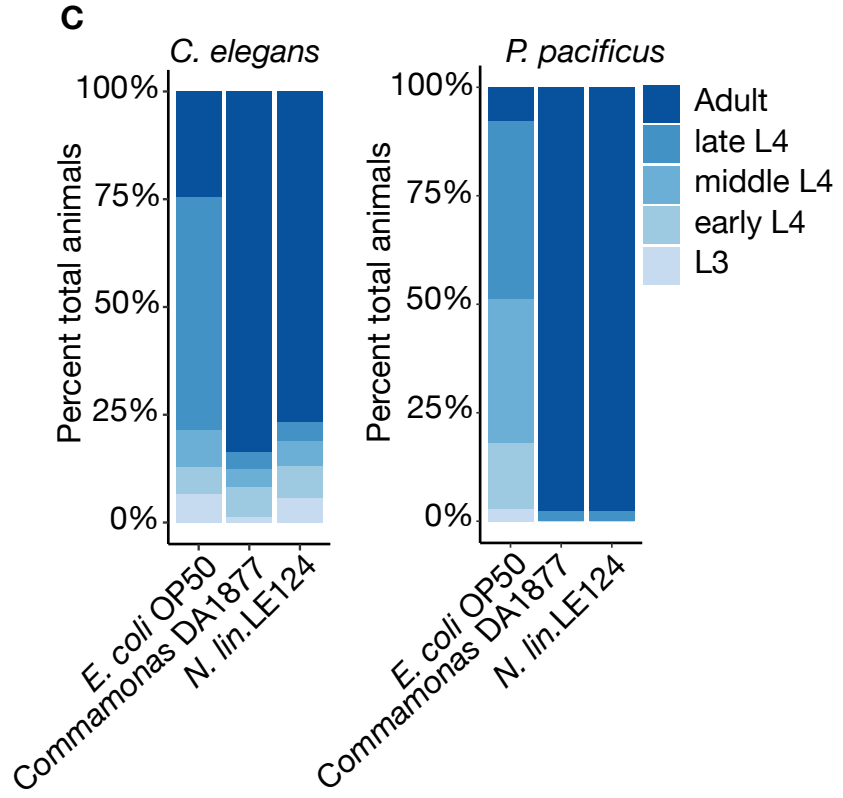 C
C. elegans
Percent total animals
100%
75%
50%
25%
0%
E. coli OP50
Commamonas DA1877
N. lin. LE124
P. pacificus
Percent total animals
100%
75%
50%
25%
0%
E. coli OP50
Commamonas DA1877
N. lin. LE124
Adult
late L4
middle L4
early L4
L3